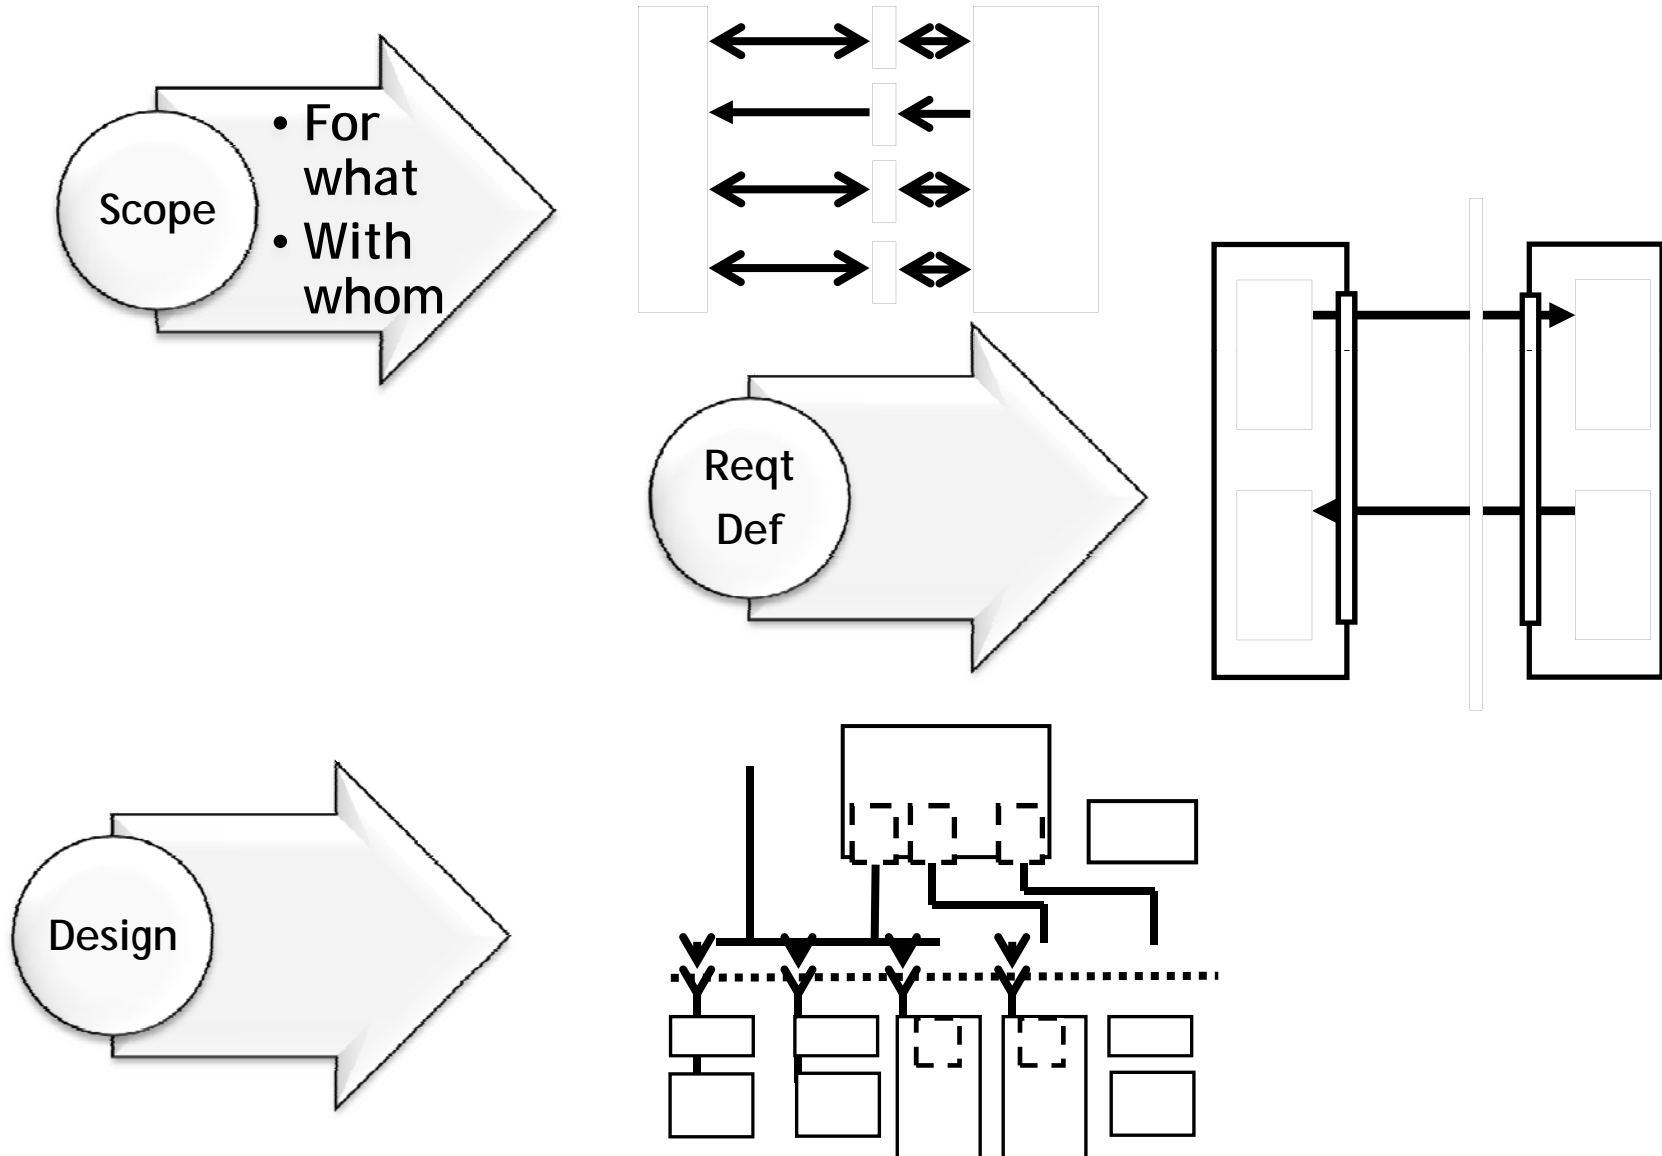 Scope
• For
what
• With
whom
Reqt
Def
Design